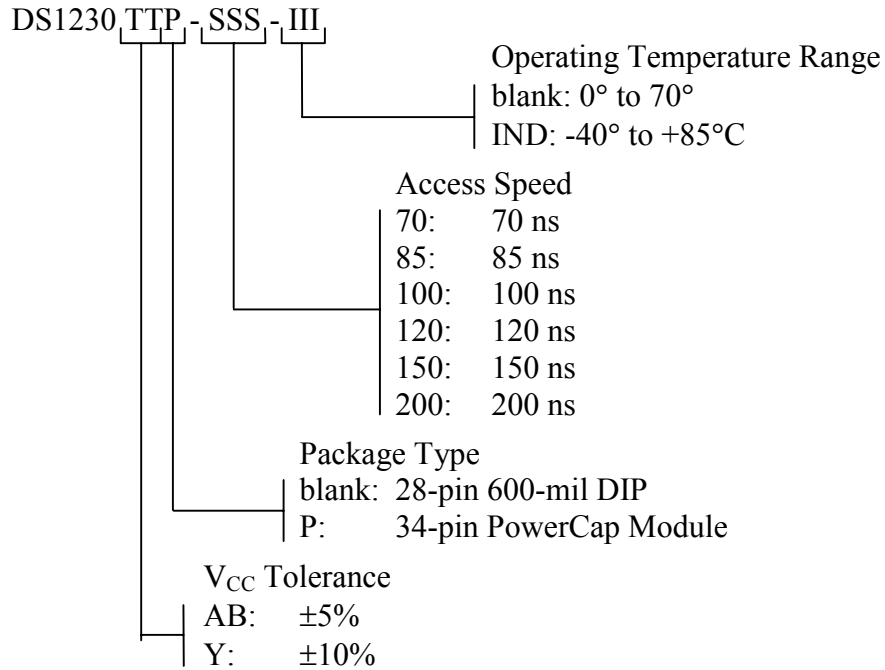 DS1230 TTP - SSS - III
Operating Temperature Range
blank: 0° to 70°
IND: -40° to +85°C
Access Speed
70: 70 ns
85: 85 ns
100: 100 ns
120: 120 ns
150: 150 ns
200: 200 ns
Package Type
blank: 28-pin 600-mil DIP
P: 34-pin PowerCap Module
VCC Tolerance
AB: ±5%
Y: ±10%